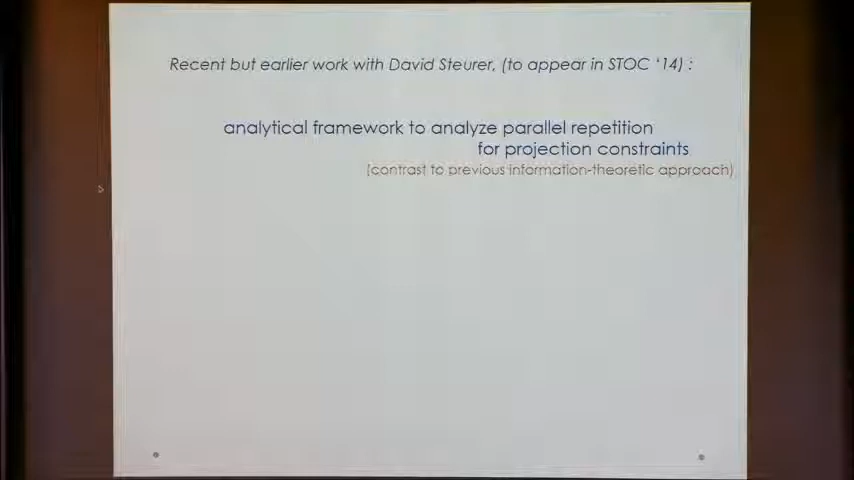 Recent but earlier work with David Steurer, (to appear in STOC '14) :
analytical framework to analyze parallel repetition
for projection constraints
(contrast to previous information-theoretic approach)